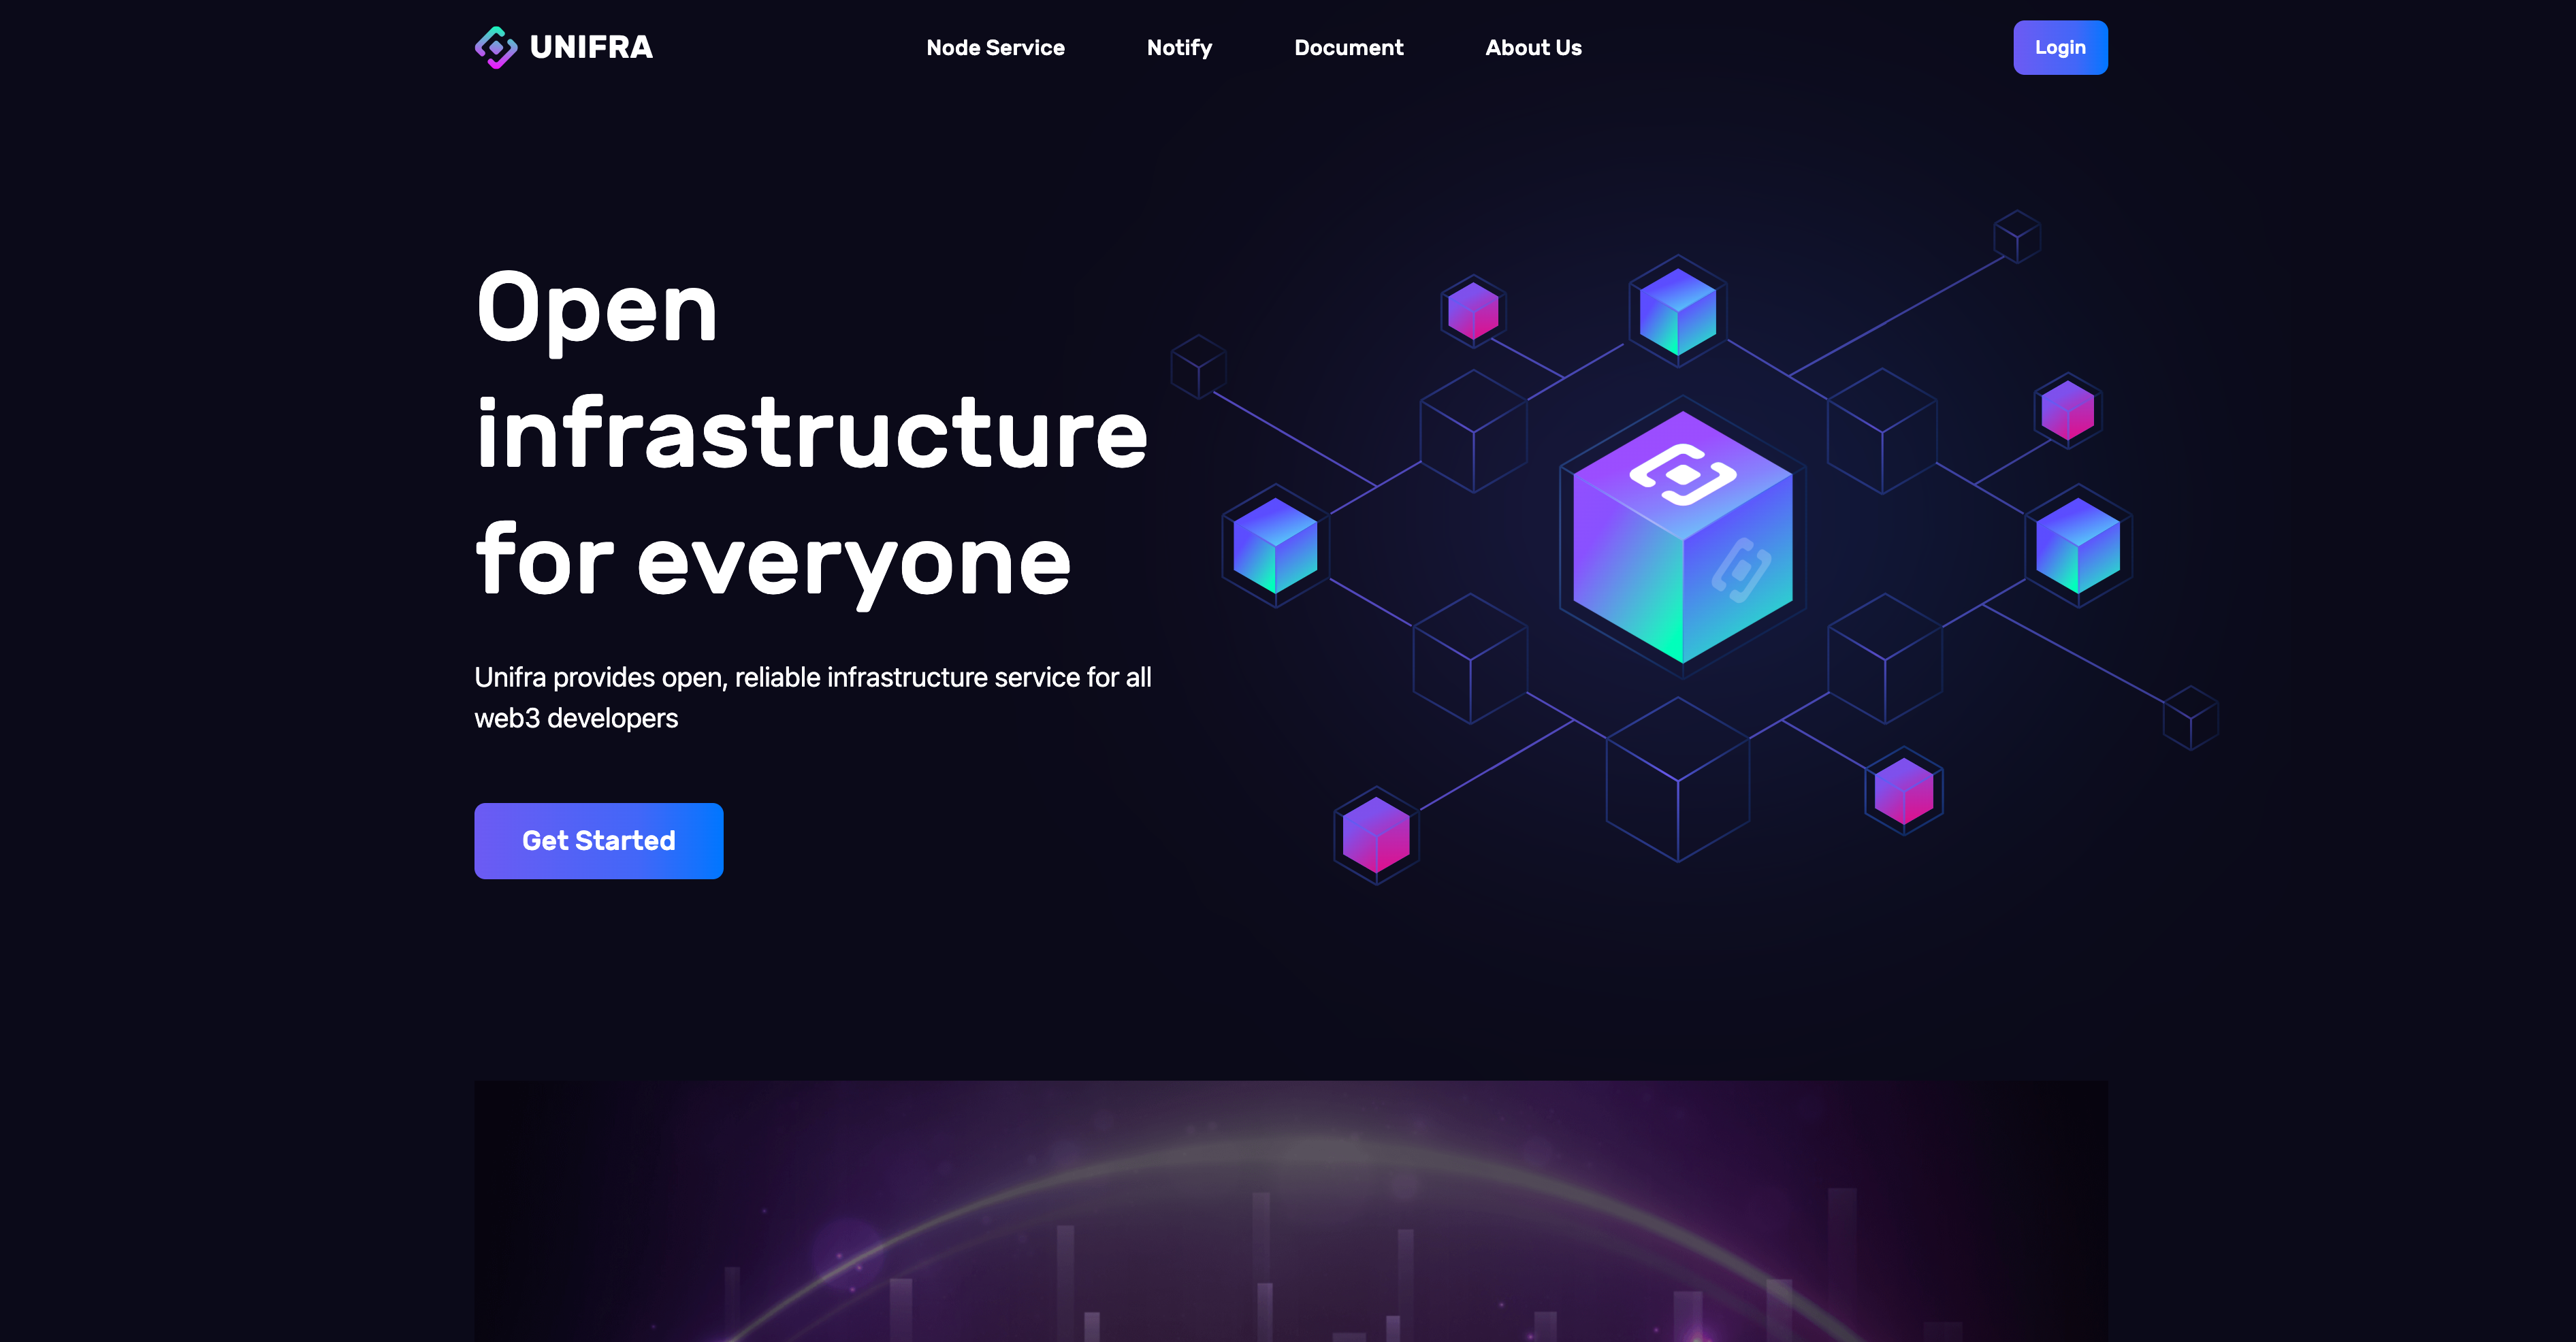 UNIFRA
Node Service
Notify
Document
About Us
Login
Open
infrastructure
for everyone
Unifra provides open, reliable infrastructure service for all
web3 developers
Get Started